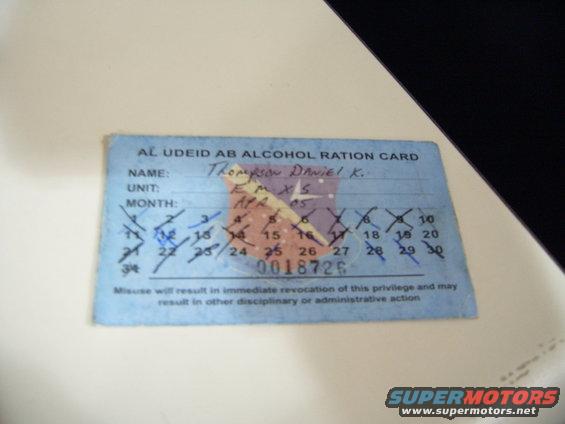 AL UDEID AB ALCOHOL RATION CARD
NAME: THOMPSON DANIEL K.
UNIT: E M X S
MONTH: APR 05
1 2 3 4 5 6 7 8 9 10
11 12 13 14 15 16 17 18 19 20
21 22 23 24 25 26 27 28 29 30
31
0018726
Misuse will result in immediate revocation of this privilege and may
result in other disciplinary or administrative action
SUPERMOTORS
www.supermotors.net